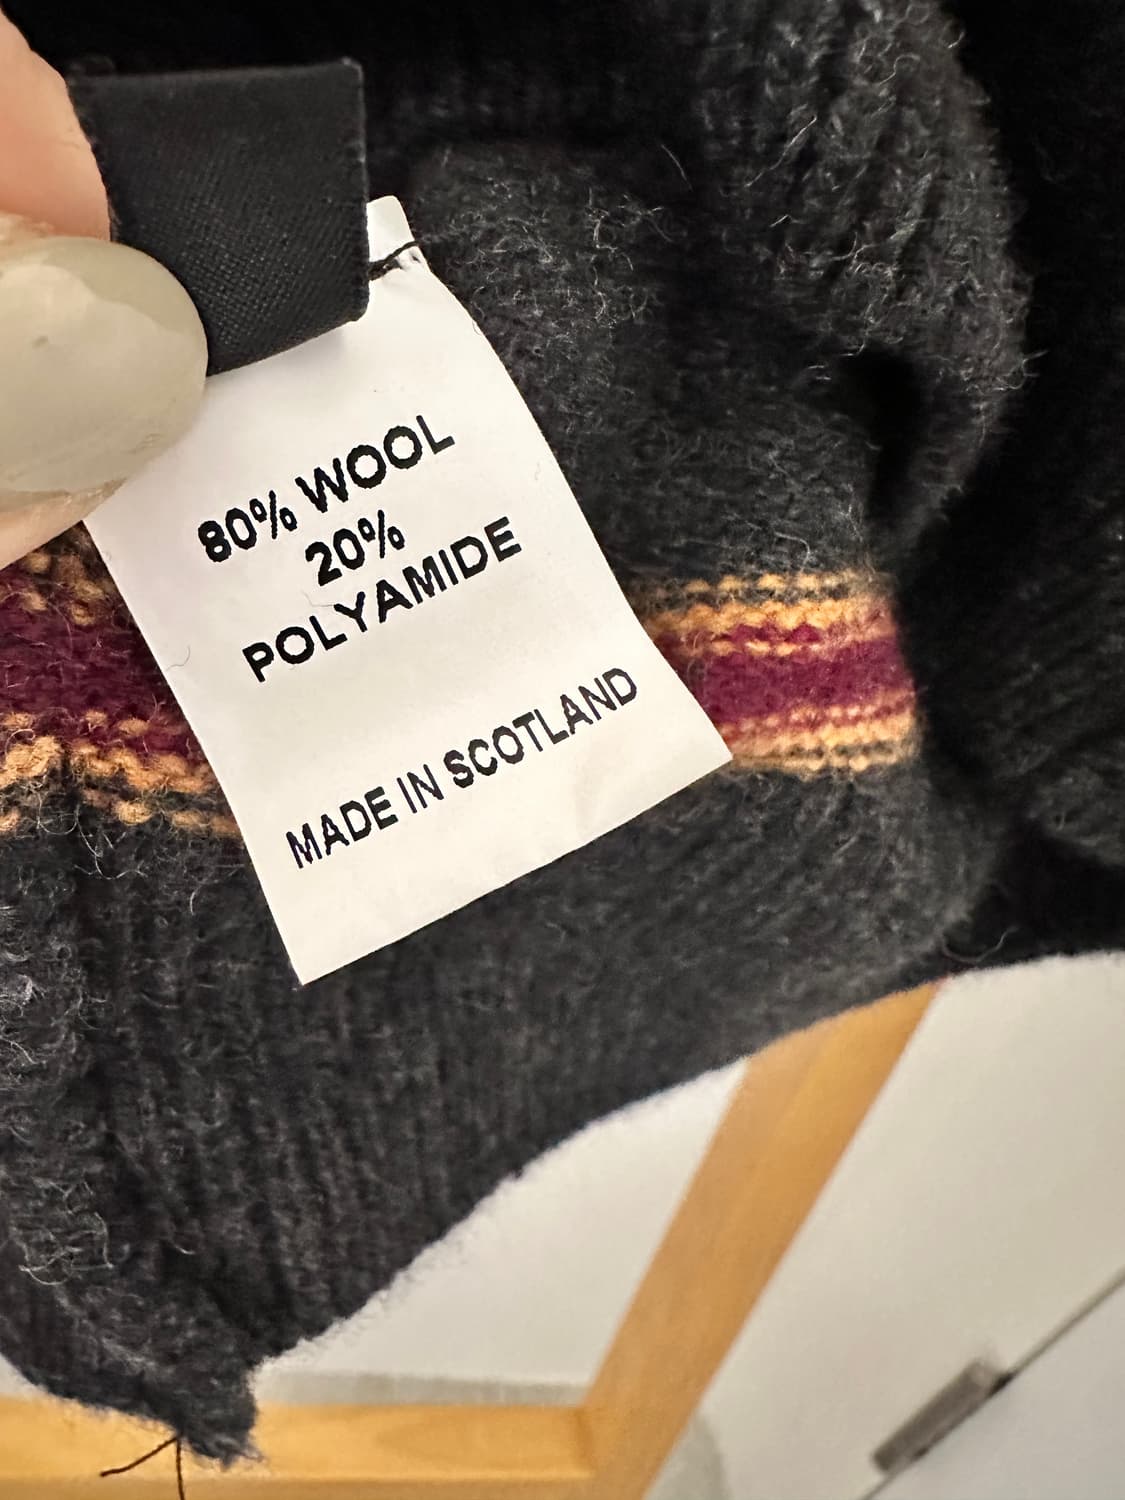 80% WOOL
20%
POLYAMIDE
MADE IN SCOTLAND